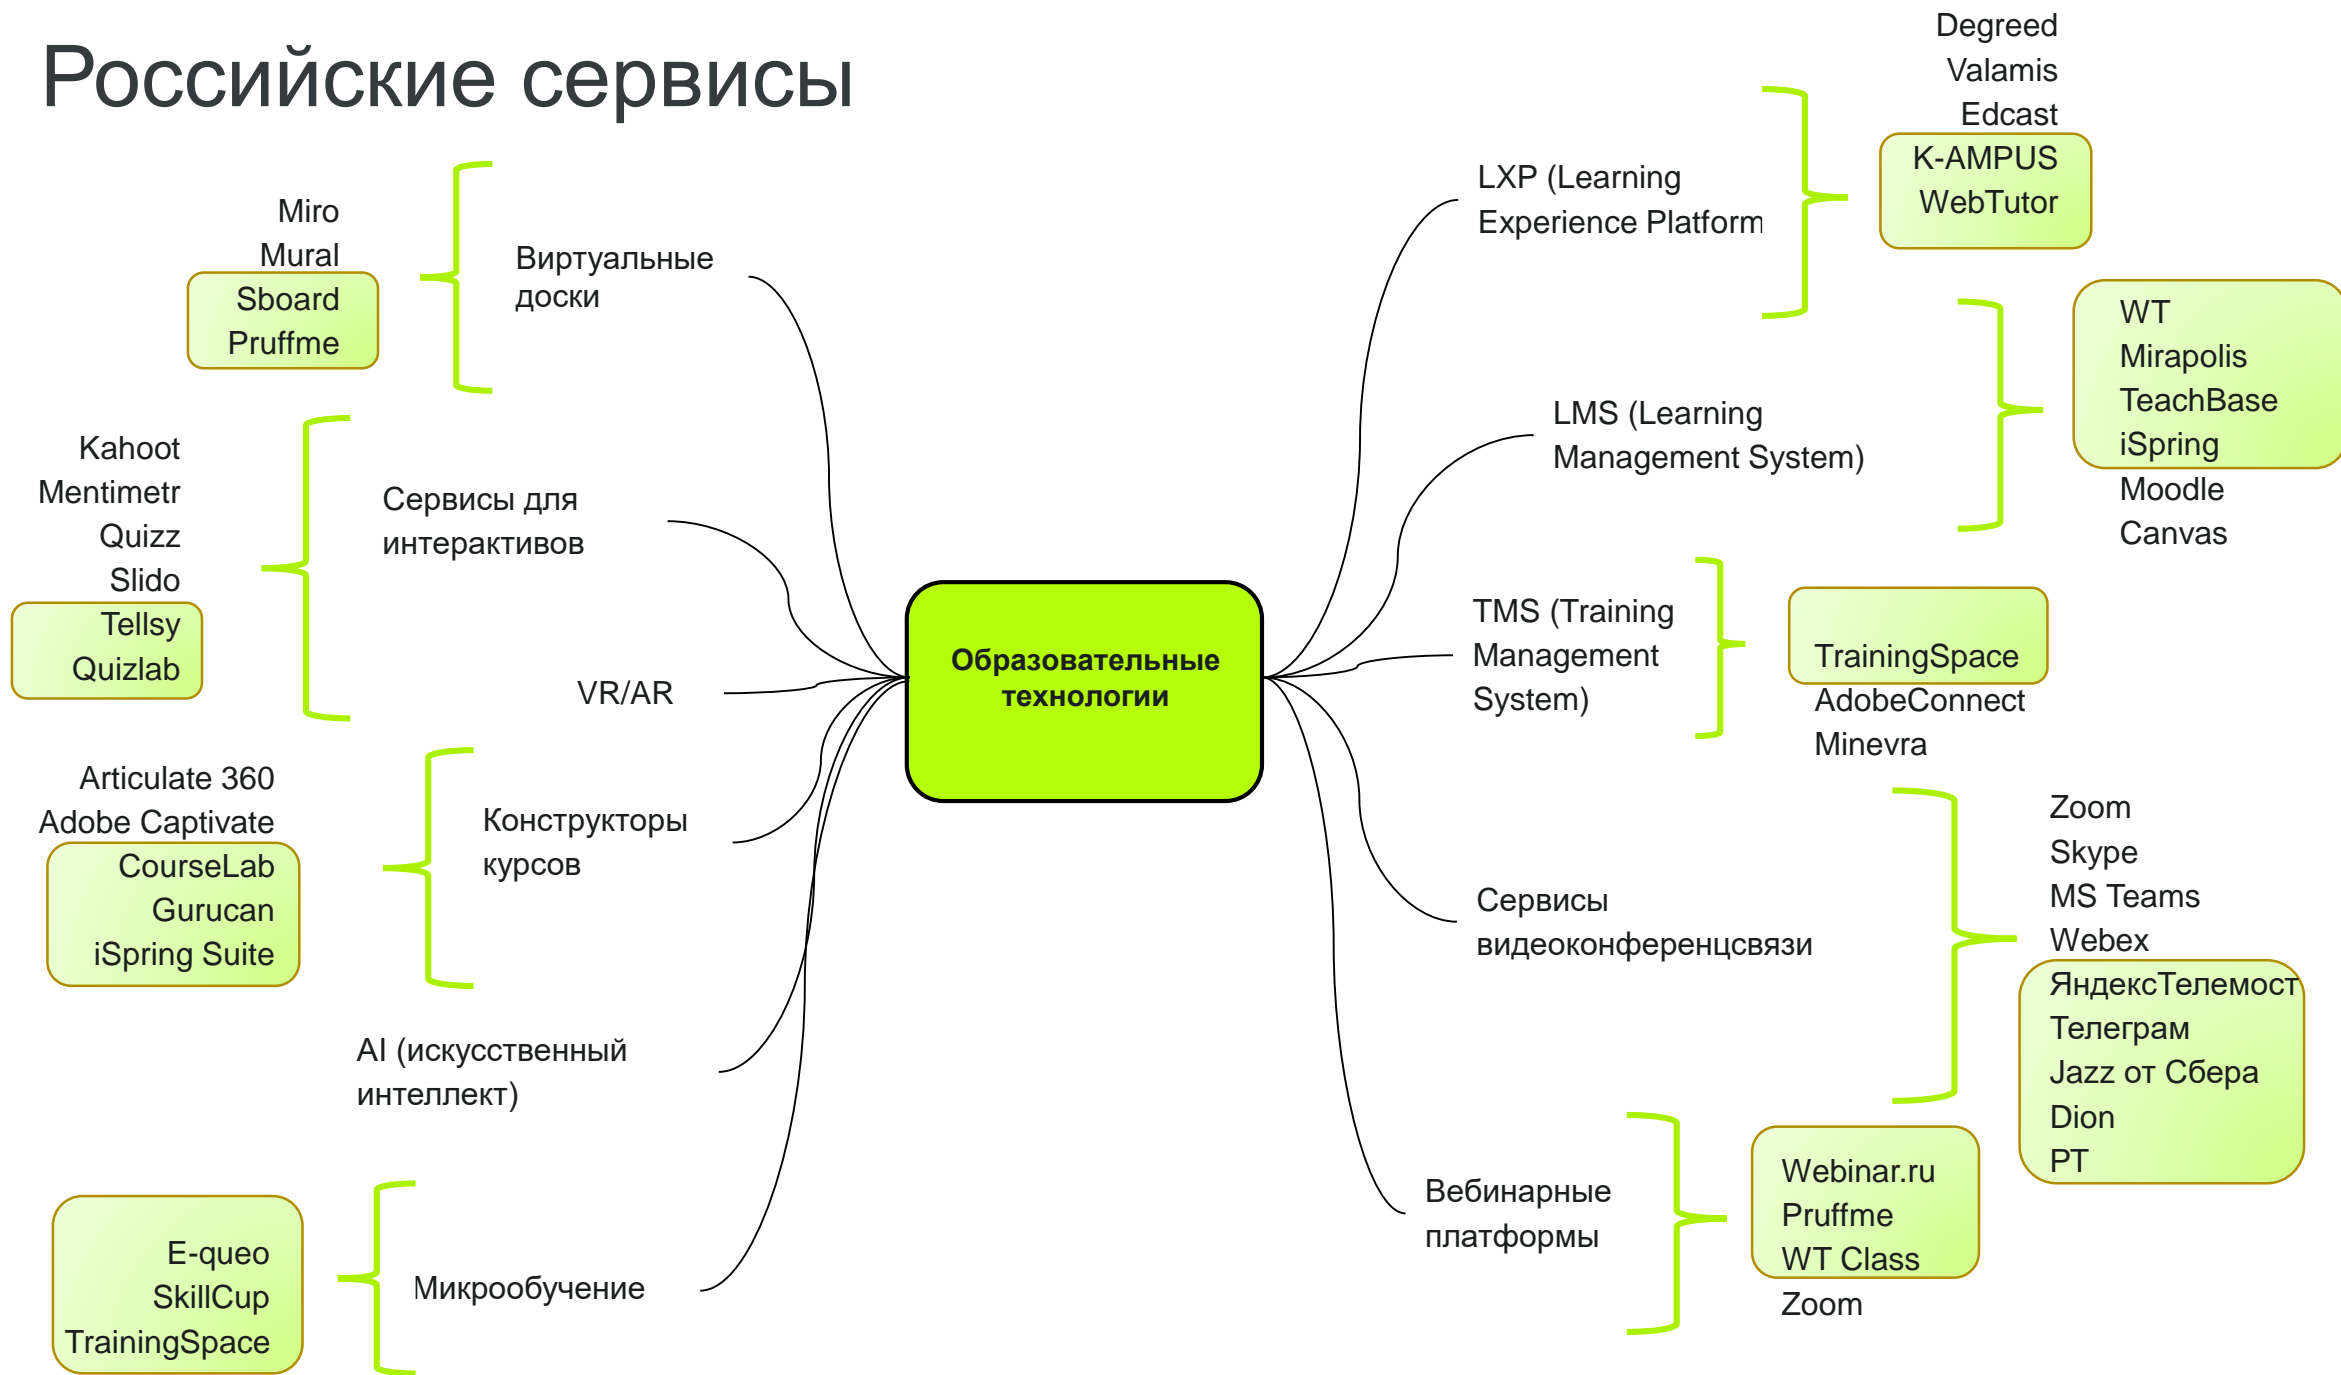 Российские сервисы
Miro
Mural
Sboard
Pruffme
Виртуальные
доски
Kahoot
Mentimetr
Quizz
Slido
Tellsy
Quizlab
Сервисы для
интерактивов
VR/AR
Articulate 360
Adobe Captivate
CourseLab
Gurucan
iSpring Suite
Конструкторы
курсов
AI (искусственный
интеллект)
E-queo
SkillCup
TrainingSpace
Микрообучение
Образовательные
технологии
LXP (Learning
Experience Platform
Degreed
Valamis
Edcast
K-AMPUS
WebTutor
LMS (Learning
Management System)
WT
Mirapolis
TeachBase
iSpring
Moodle
Canvas
TMS (Training
Management
System)
TrainingSpace
AdobeConnect
Minevra
Сервисы
видеоконференцсвязи
Zoom
Skype
MS Teams
Webex
ЯндексТелемост
Телеграм
Jazz от Сбера
Dion
РТ
Вебинарные
платформы
Webinar.ru
Pruffme
WT Class
Zoom